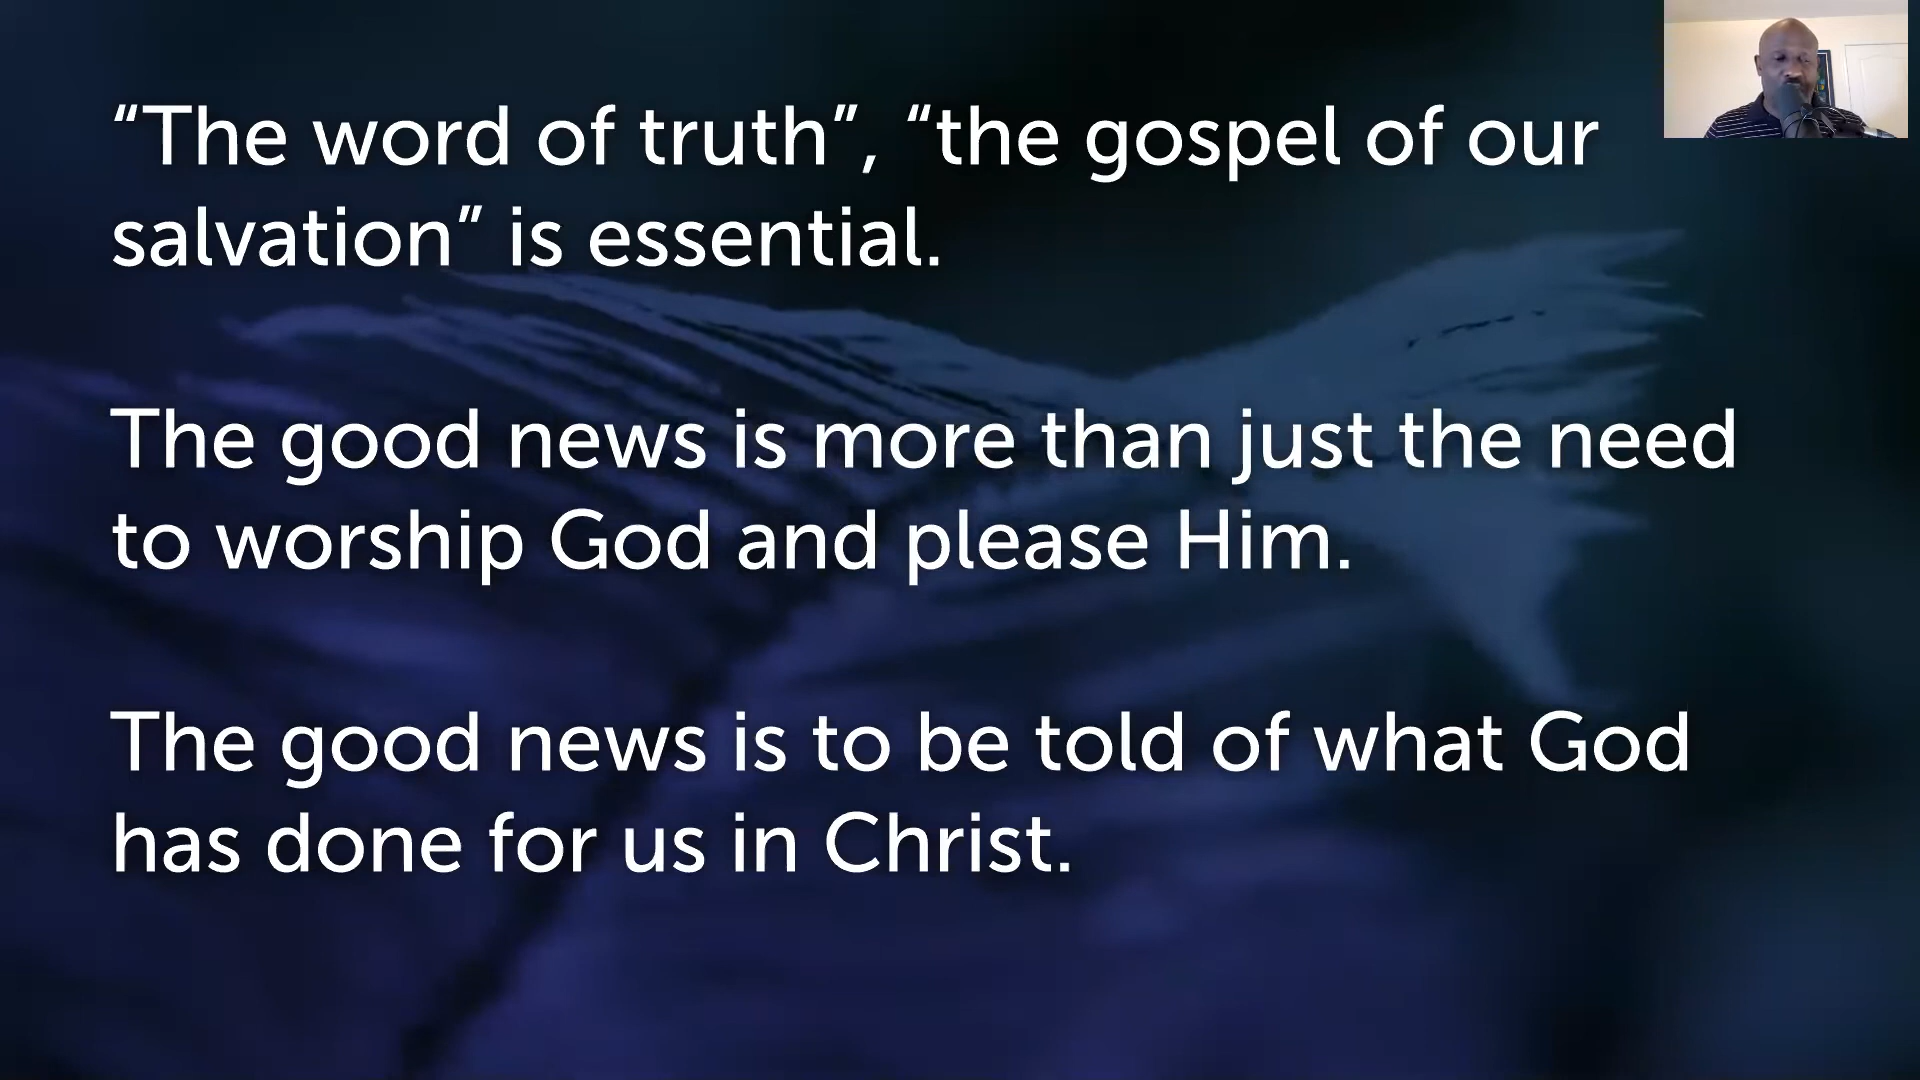 “The word of truth”, “the gospel of our
salvation” is essential.
The good news is more than just the need
to worship God and please Him.
The good news is to be told of what God
has done for us in Christ.